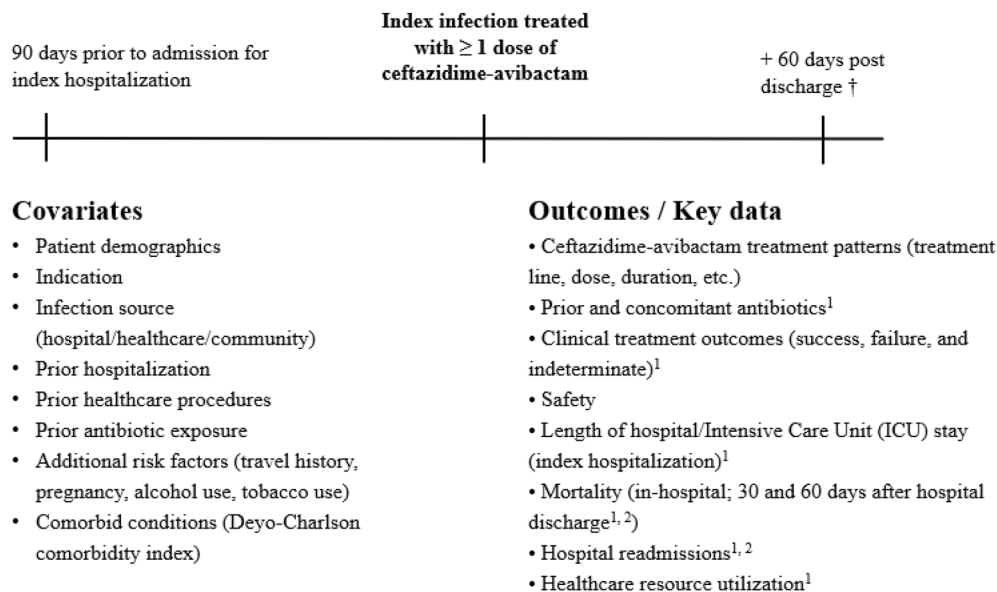 90 days prior to admission for
index hospitalization
Index infection treated
with ≥ 1 dose of
ceftazidime-avibactam
+ 60 days post
discharge †
Covariates
• Patient demographics
• Indication
• Infection source
(hospital/healthcare/community)
• Prior hospitalization
• Prior healthcare procedures
• Prior antibiotic exposure
• Additional risk factors (travel history,
pregnancy, alcohol use, tobacco use)
• Comorbid conditions (Deyo-Charlson
comorbidity index)
Outcomes / Key data
• Ceftazidime-avibactam treatment patterns (treatment
line, dose, duration, etc.)
• Prior and concomitant antibiotics¹
• Clinical treatment outcomes (success, failure, and
indeterminate)¹
• Safety
• Length of hospital/Intensive Care Unit (ICU) stay
(index hospitalization)¹
• Mortality (in-hospital; 30 and 60 days after hospital
discharge¹˒ ²)
• Hospital readmissions¹˒ ²
• Healthcare resource utilization¹